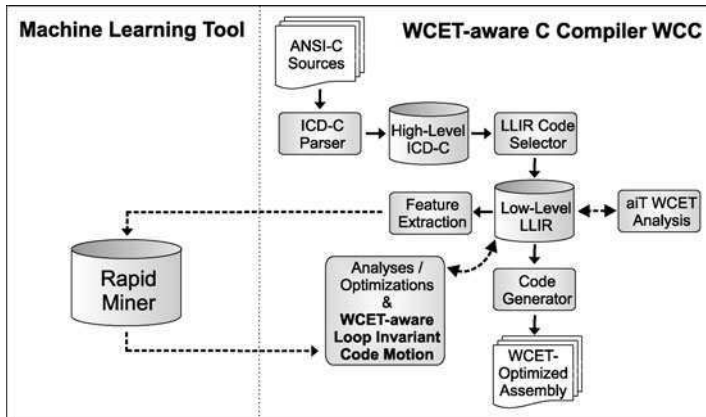 Machine Learning Tool
WCET-aware C Compiler WCC
ANSI-C
Sources
ICD-C
Parser
High-Level
ICD-C
LLIR Code
Selector
Feature
Extraction
Low-Level
LLIR
aiT WCET
Analysis
Rapid
Miner
Analyses /
Optimizations
&
WCET-aware
Loop Invariant
Code Motion
Code
Generator
WCET-
Optimized
Assembly